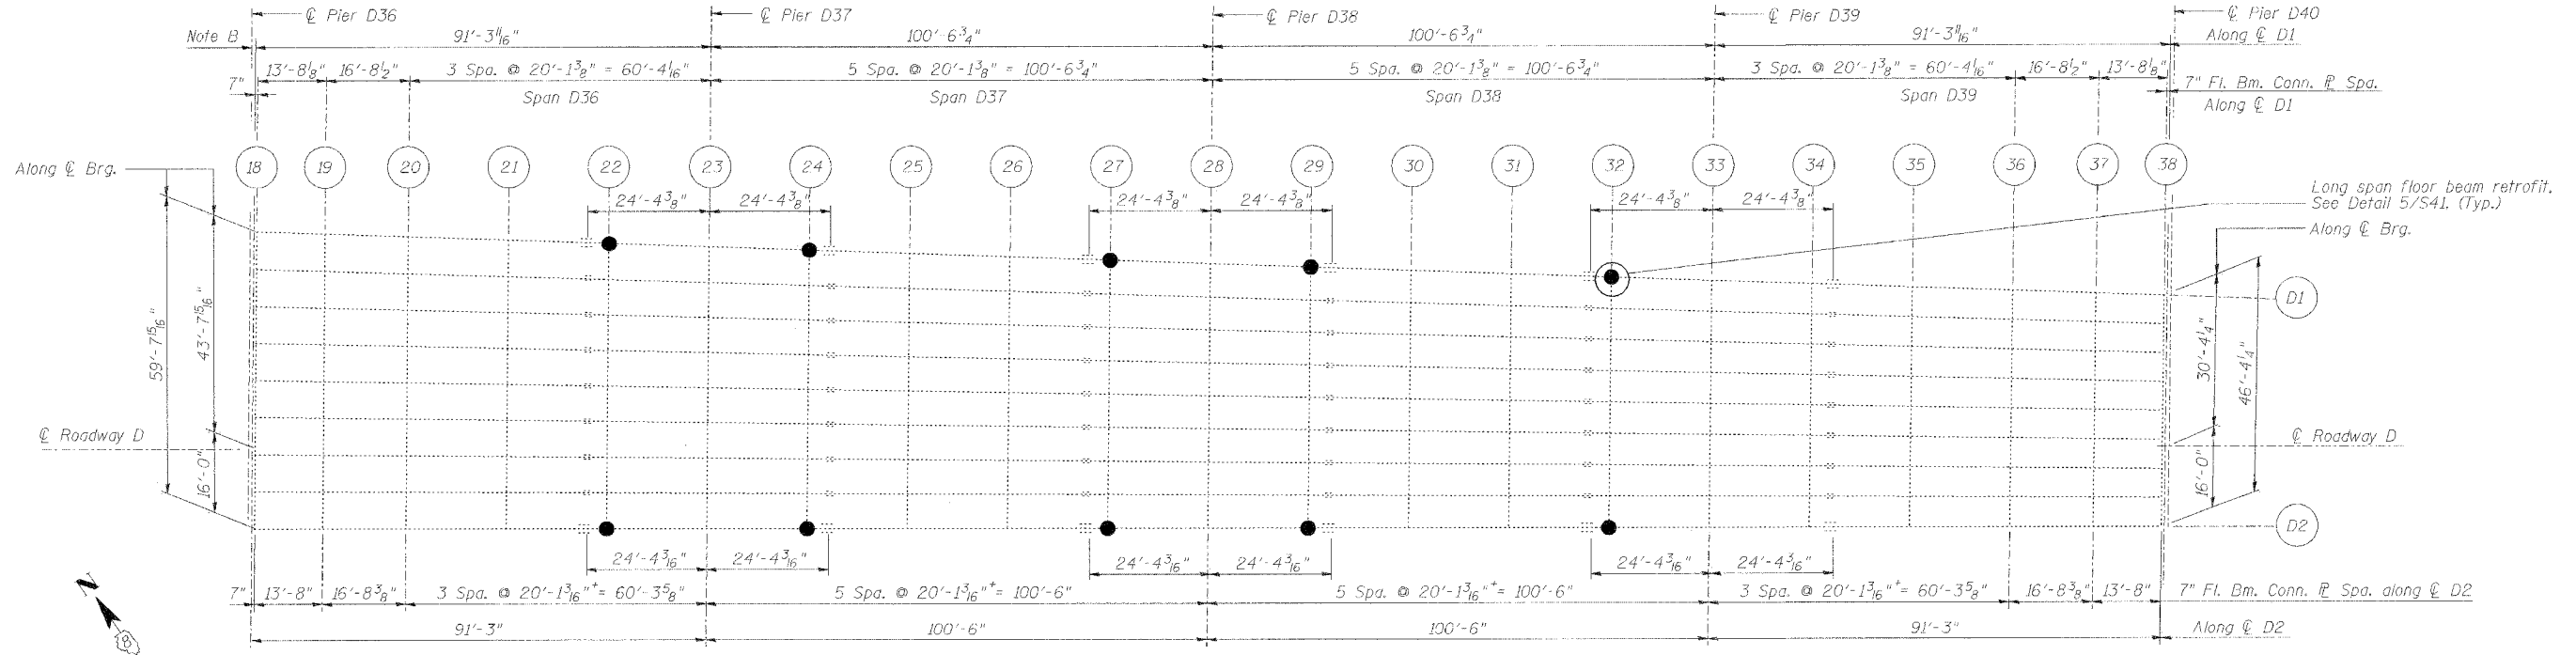 ℄ Pier D36
℄ Pier D37
℄ Pier D38
℄ Pier D39
℄ Pier D40
Note B
91'-3 11/16"
100'-6 3/4"
100'-6 3/4"
91'-3 11/16"
Along ℄ D1
7"
13'-8 1/8"
16'-8 1/2"
3 Spa. @ 20'-1 3/8" = 60'-4 1/16"
5 Spa. @ 20'-1 3/8" = 100'-6 3/4"
5 Spa. @ 20'-1 3/8" = 100'-6 3/4"
3 Spa. @ 20'-1 3/8" = 60'-4 1/16"
16'-8 1/2"
13'-8 1/8"
7" Fl. Bm. Conn. ℙL Spa.
Along ℄ D1
Span D36
Span D37
Span D38
Span D39
Along ℄ Brg.
18
19
20
21
22
23
24
25
26
27
28
29
30
31
32
33
34
35
36
37
38
24'-4 3/8"
24'-4 3/8"
24'-4 3/8"
24'-4 3/8"
24'-4 3/8"
24'-4 3/8"
Long span floor beam retrofit.
See Detail 5/S41. (Typ.)
Along ℄ Brg.
D1
59'-7 15/16"
43'-7 15/16"
16'-0"
30'-4 1/4"
46'-4 1/4"
16'-0"
℄ Roadway D
℄ Roadway D
D2
24'-4 3/16"
24'-4 3/16"
24'-4 3/16"
24'-4 3/16"
24'-4 3/16"
24'-4 3/16"
N
7"
13'-8"
16'-8 3/8"
3 Spa. @ 20'-1 3/16"+ = 60'-3 5/8"
5 Spa. @ 20'-1 3/16"+ = 100'-6"
5 Spa. @ 20'-1 3/16"+ = 100'-6"
3 Spa. @ 20'-1 3/16"+ = 60'-3 5/8"
16'-8 3/8"
13'-8"
7" Fl. Bm. Conn. ℙL Spa. along ℄ D2
91'-3"
100'-6"
100'-6"
91'-3"
Along ℄ D2